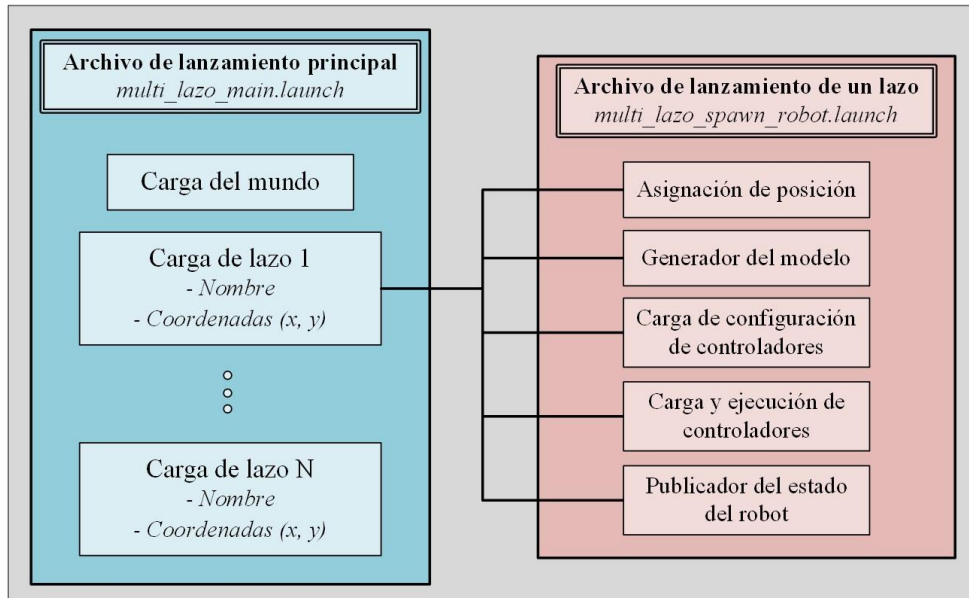 Archivo de lanzamiento principal
multi_lazo_main.launch
Carga del mundo
Carga de lazo 1
- Nombre
- Coordenadas (x, y)
Carga de lazo N
- Nombre
- Coordenadas (x, y)
Archivo de lanzamiento de un lazo
multi_lazo_spawn_robot.launch
Asignación de posición
Generador del modelo
Carga de configuración
de controladores
Carga y ejecución de
controladores
Publicador del estado
del robot